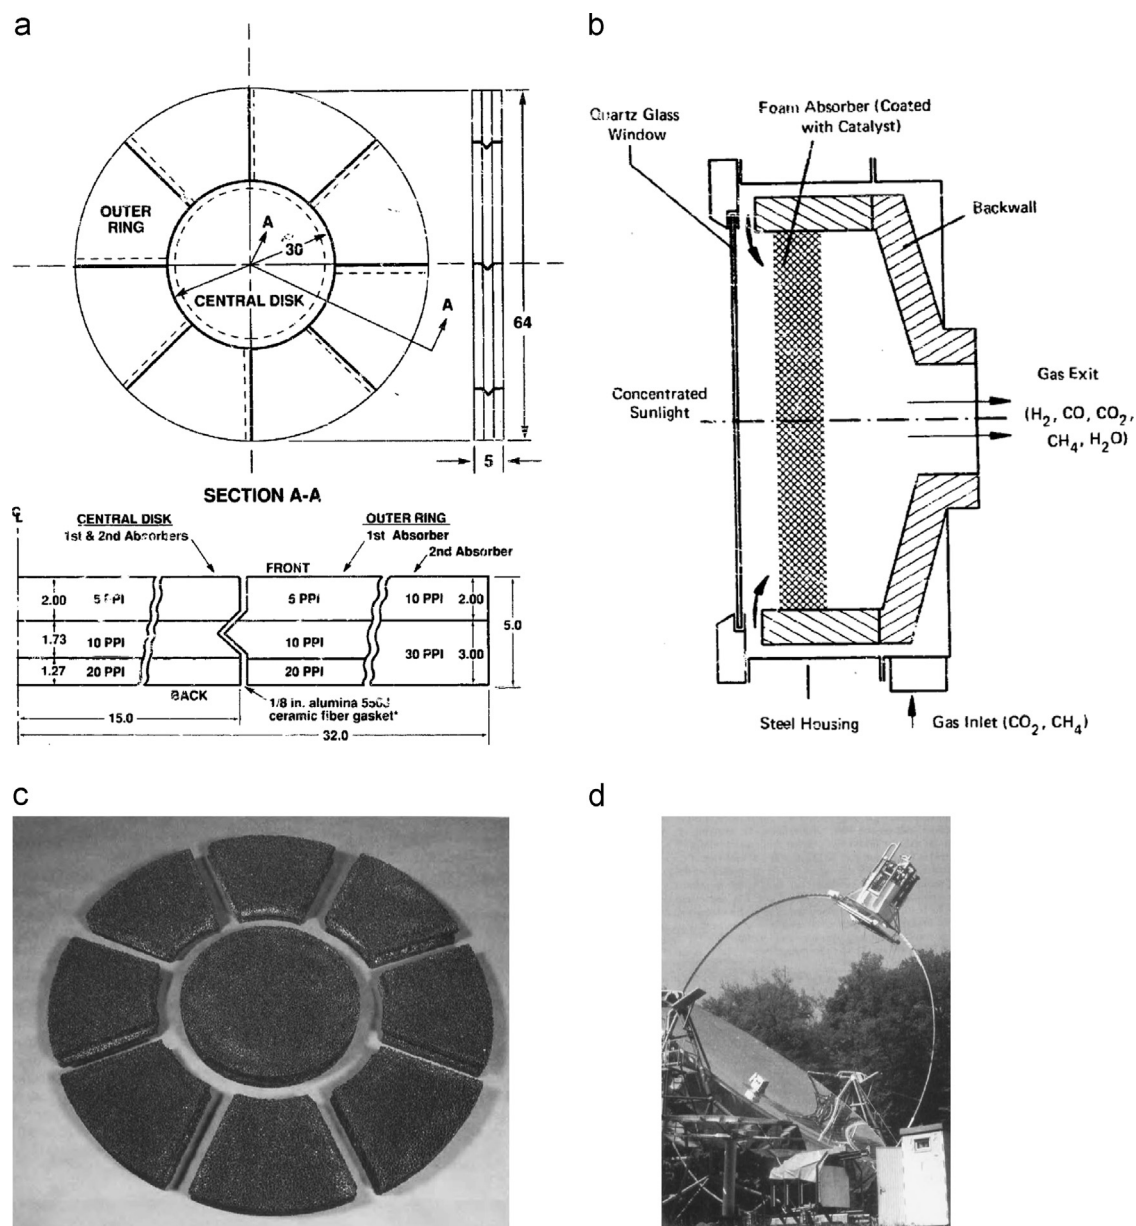 a
OUTER
RING
A
30
CENTRAL DISK
A
64
5
SECTION A-A
CENTRAL DISK
1st & 2nd Absorbers
OUTER RING
1st Absorber
2nd Absorber
FRONT
2.00
5 PPI
5 PPI
10 PPI
2.00
5.0
1.73
10 PPI
10 PPI
30 PPI
3.00
1.27
20 PPI
20 PPI
BACK
1/8 in. alumina
ceramic fiber gasket*
15.0
32.0
b
Quartz Glass
Window
Foam Absorber (Coated
with Catalyst)
Backwall
Concentrated
Sunlight
Gas Exit
(H₂, CO, CO₂,
CH₄, H₂O)
Steel Housing
Gas Inlet (CO₂, CH₄)
c
d